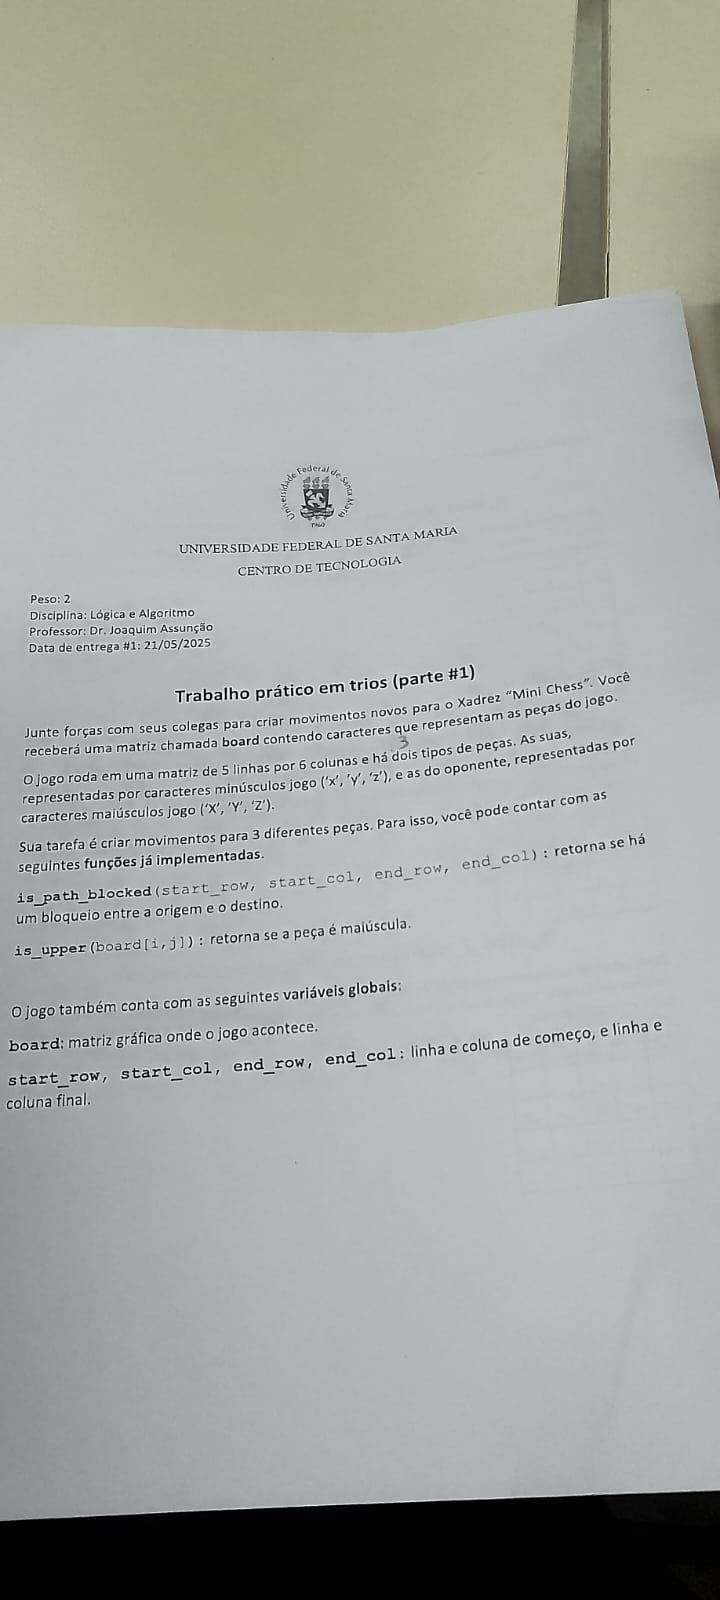 Universidade Federal de Santa Maria
1960
UNIVERSIDADE FEDERAL DE SANTA MARIA
CENTRO DE TECNOLOGIA
Peso: 2
Disciplina: Lógica e Algoritmo
Professor: Dr. Joaquim Assunção
Data de entrega #1: 21/05/2025
Trabalho prático em trios (parte #1)
Junte forças com seus colegas para criar movimentos novos para o Xadrez “Mini Chess”. Você
receberá uma matriz chamada board contendo caracteres que representam as peças do jogo.
3
O jogo roda em uma matriz de 5 linhas por 6 colunas e há dois tipos de peças. As suas,
representadas por caracteres minúsculos jogo (‘x’, ‘y’, ‘z’), e as do oponente, representadas por
caracteres maiúsculos jogo (‘X’, ‘Y’, ‘Z’).
Sua tarefa é criar movimentos para 3 diferentes peças. Para isso, você pode contar com as
seguintes funções já implementadas.
is_path_blocked(start_row, start_col, end_row, end_col) : retorna se há
um bloqueio entre a origem e o destino.
is_upper(board[i,j]) : retorna se a peça é maiúscula.
O jogo também conta com as seguintes variáveis globais:
board: matriz gráfica onde o jogo acontece.
start_row, start_col, end_row, end_col: linha e coluna de começo, e linha e
coluna final.